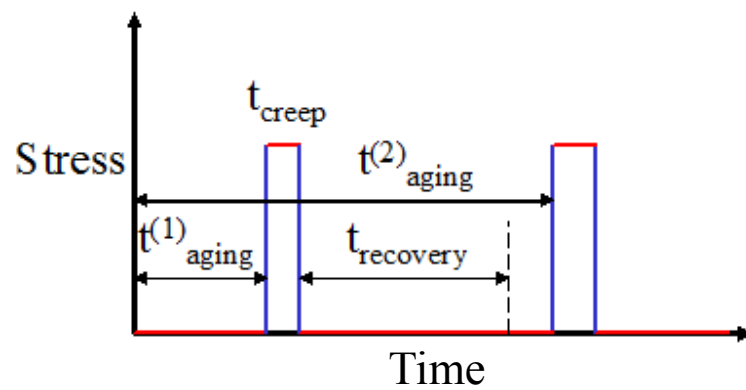 t_creep
Stress
t^(2)_aging
t^(1)_aging
t_recovery
Time